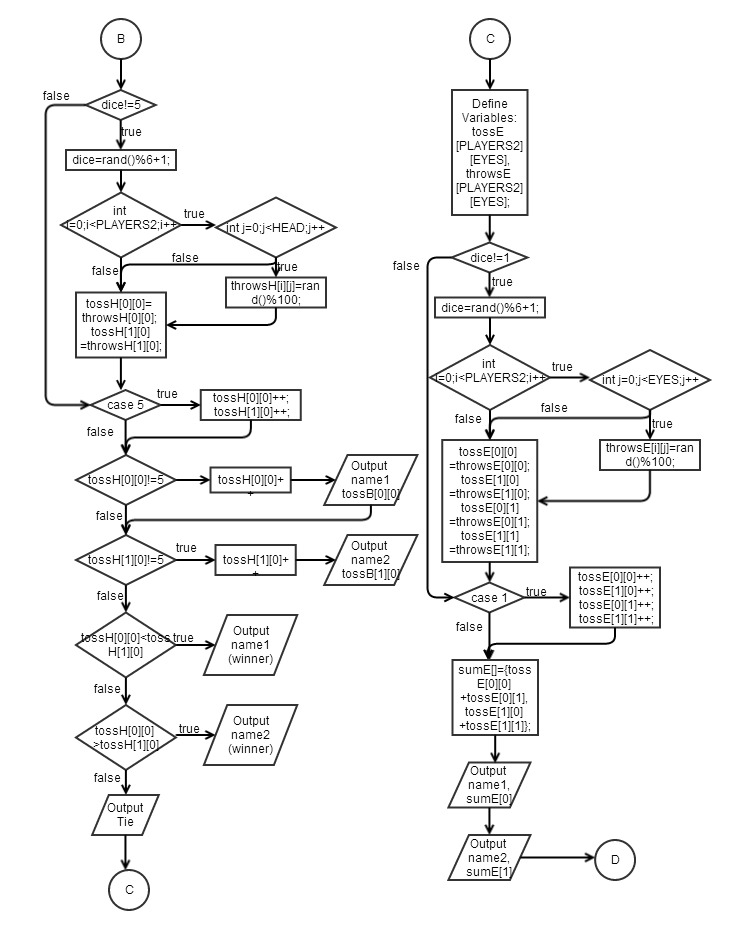 B
false
dice!=5
true
dice=rand()%6+1;
int
i=0;i<PLAYERS2;i++
true
int j=0;j<HEAD;j++
false
false
true
throwsH[i][j]=ran
d()%100;
tossH[0][0]=
throwsH[0][0];
tossH[1][0]
=throwsH[1][0];
case 5
true
tossH[0][0]++;
tossH[1][0]++;
false
tossH[0][0]!=5
tossH[0][0]+
+
Output
name1
tossB[0][0]
false
tossH[1][0]!=5
true
tossH[1][0]+
+
Output
name2
tossB[1][0]
false
tossH[0][0]<toss
H[1][0]
true
Output
name1
(winner)
false
tossH[0][0]
>tossH[1][0]
true
Output
name2
(winner)
false
Output
Tie
C
C
Define
Variables:
tossE
[PLAYERS2]
[EYES],
throwsE
[PLAYERS2]
[EYES];
false
dice!=1
true
dice=rand()%6+1;
int
i=0;i<PLAYERS2;i++
true
int j=0;j<EYES;j++
false
false
true
throwsE[i][j]=ran
d()%100;
tossE[0][0]
=throwsE[0][0];
tossE[1][0]
=throwsE[1][0];
tossE[0][1]
=throwsE[0][1];
tossE[1][1]
=throwsE[1][1];
case 1
true
tossE[0][0]++;
tossE[1][0]++;
tossE[0][1]++;
tossE[1][1]++;
false
sumE[]={toss
E[0][0]
+tossE[0][1],
tossE[1][0]
+tossE[1][1]};
Output
name1,
sumE[0]
Output
name2,
sumE[1]
D